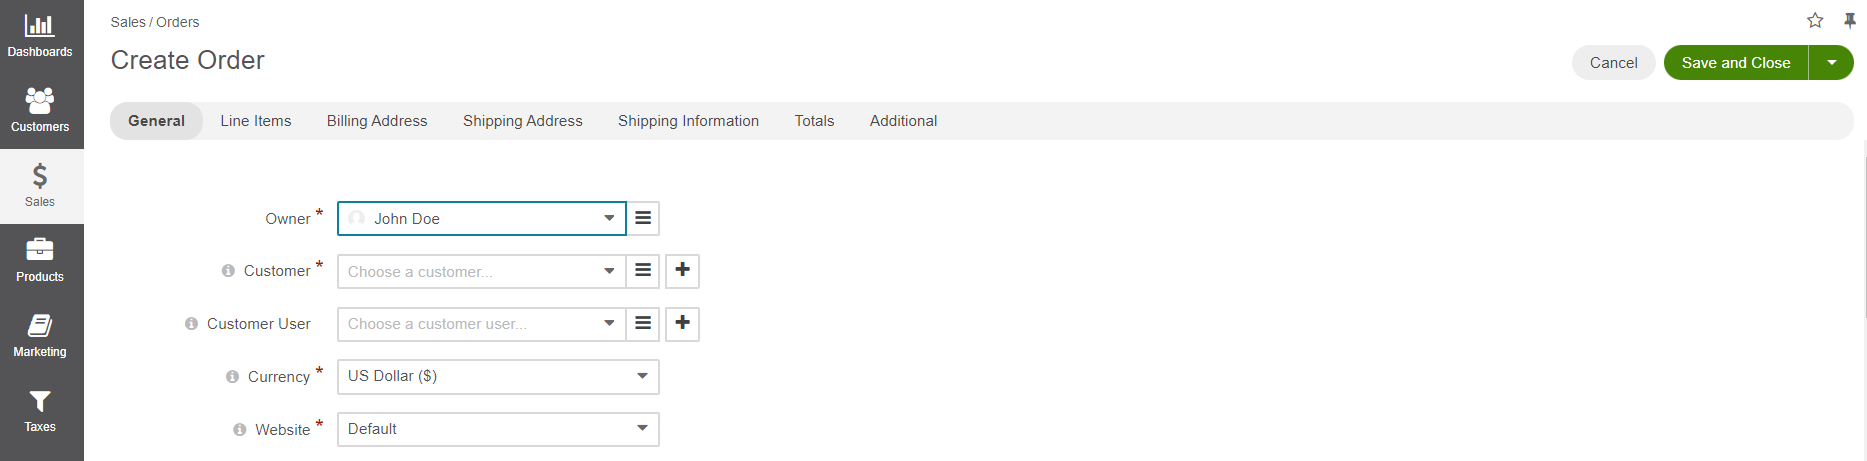 Dashboards
Customers
$
Sales
Products
Marketing
Taxes
Sales / Orders
Create Order
Cancel
Save and Close
General
Line Items
Billing Address
Shipping Address
Shipping Information
Totals
Additional
Owner *
John Doe
Customer *
Choose a customer...
Customer User
Choose a customer user...
Currency *
US Dollar ($)
Website *
Default